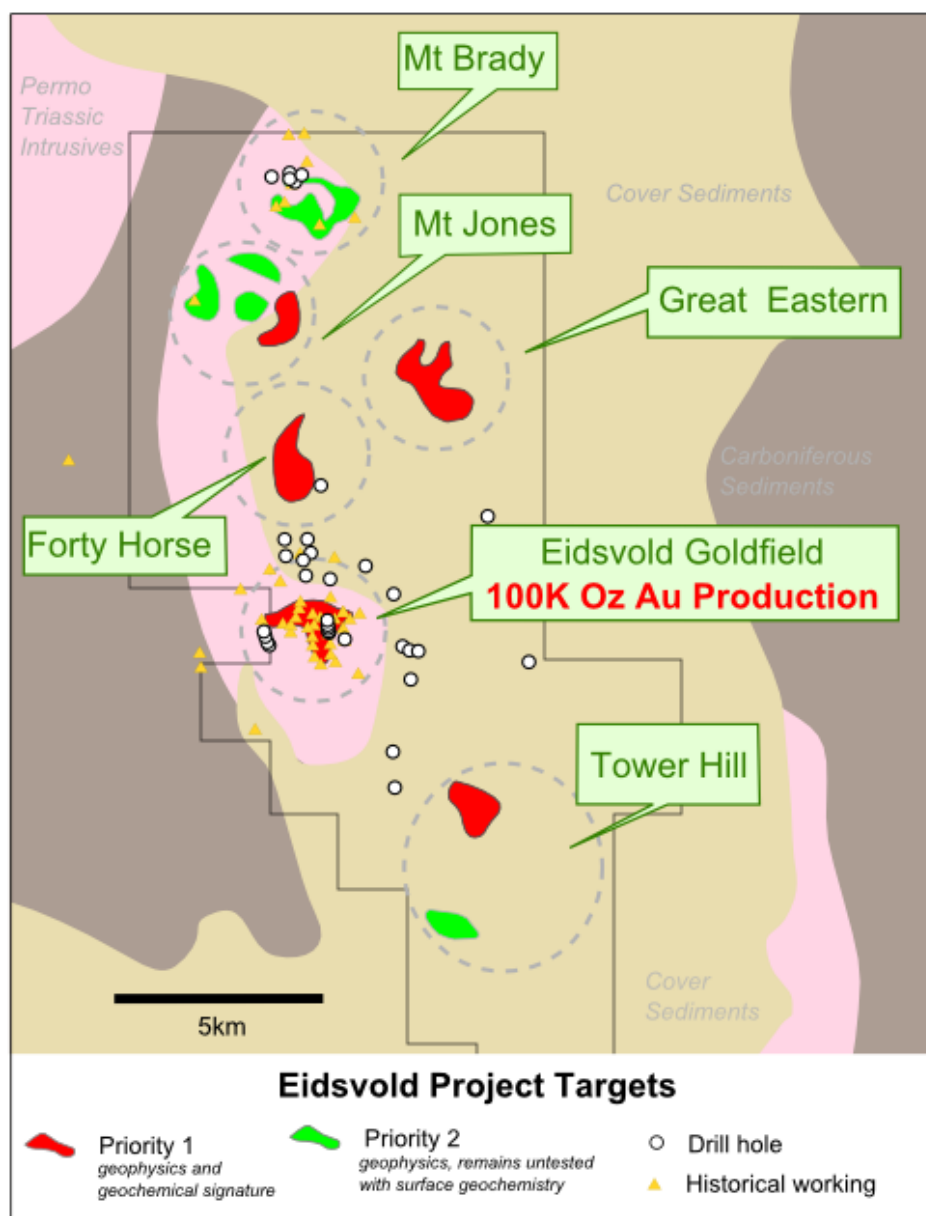 Mt Brady
Permo
Triassic
Intrusives
Cover Sediments
Mt Jones
Great Eastern
Carboniferous
Sediments
Forty Horse
Eidsvold Goldfield
100K Oz Au Production
Tower Hill
Cover
Sediments
5km
Eidsvold Project Targets
Priority 1
geophysics and
geochemical signature
Priority 2
geophysics, remains untested
with surface geochemistry
Drill hole
Historical working